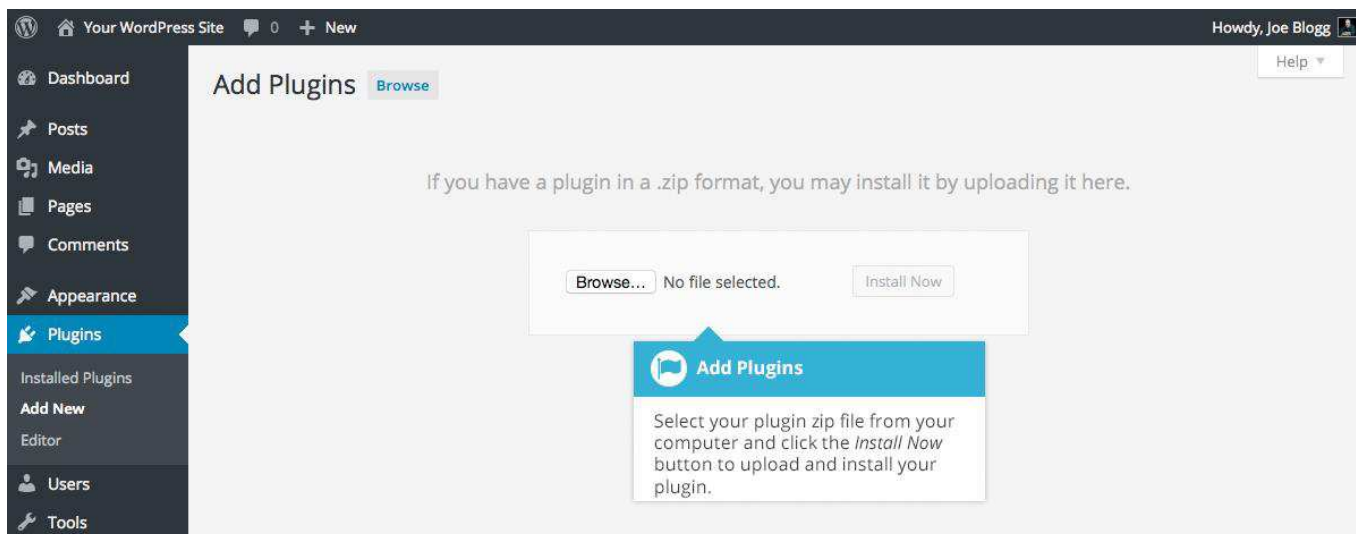 Your WordPress Site 0 + New Howdy, Joe Blogg
Help
Dashboard
Add Plugins Browse
Posts
Media
If you have a plugin in a .zip format, you may install it by uploading it here.
Pages
Comments
Browse... No file selected. Install Now
Appearance
Plugins
Add Plugins
Installed Plugins
Add New
Editor
Select your plugin zip file from your
computer and click the Install Now
button to upload and install your
plugin.
Users
Tools